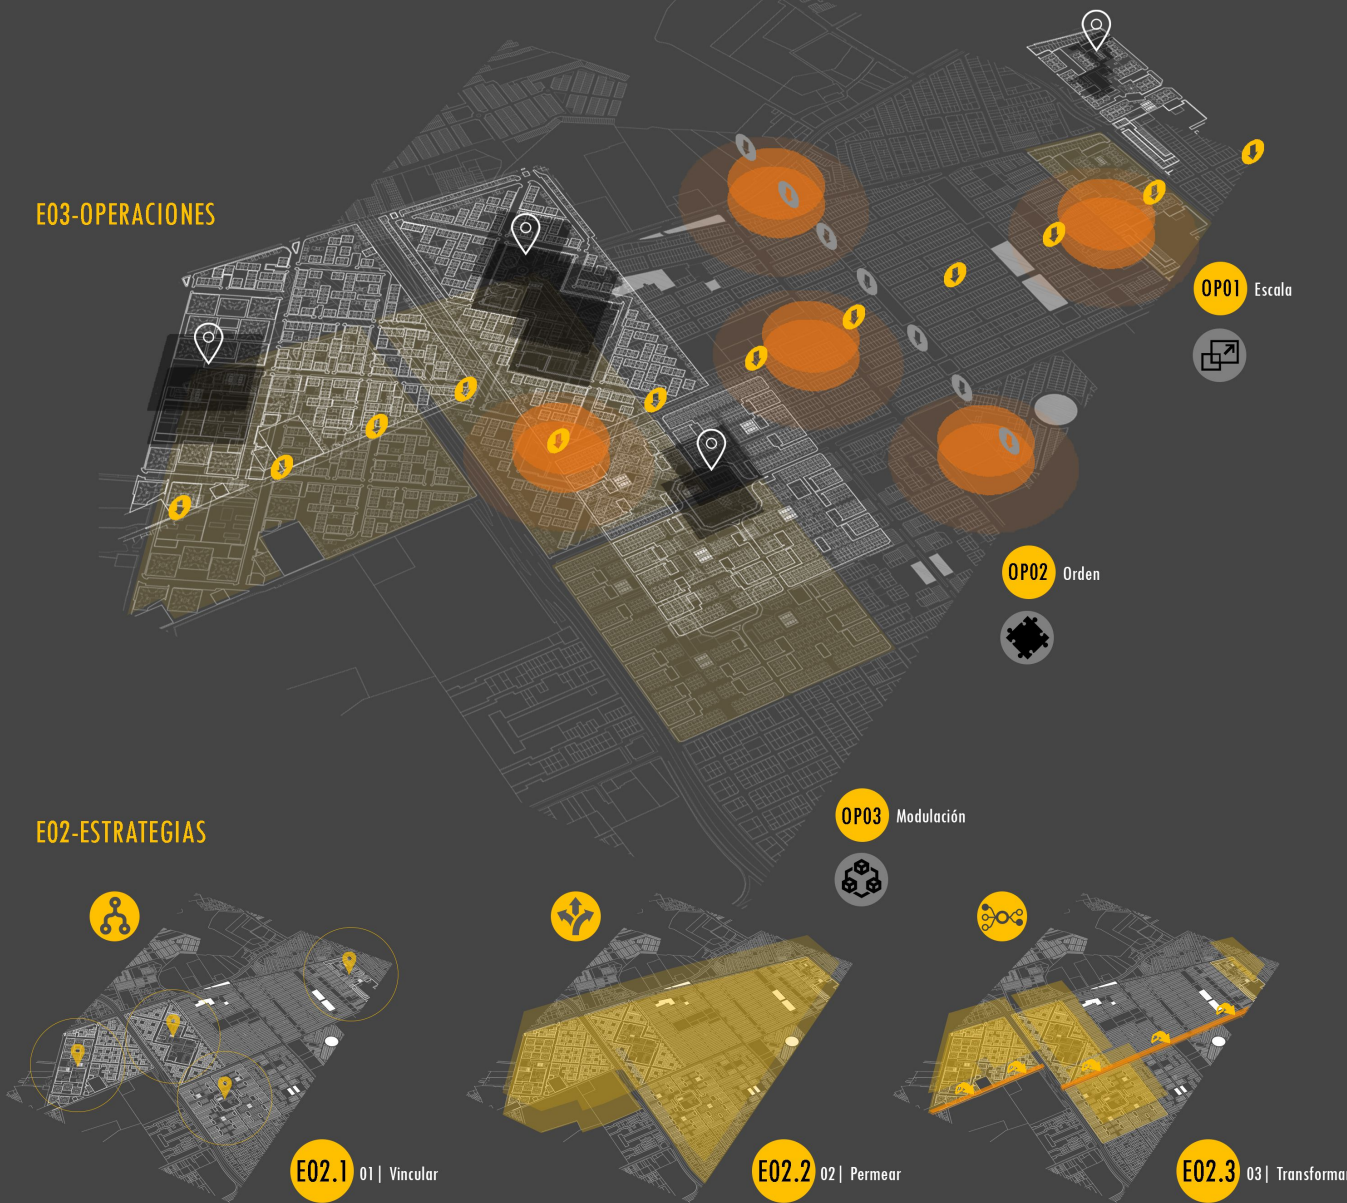 E03-OPERACIONES
OP01 Escala
OP02 Orden
OP03 Modulación
E02-ESTRATEGIAS
E02.1 01| Vincular
E02.2 02| Permear
E02.3 03| Transformar